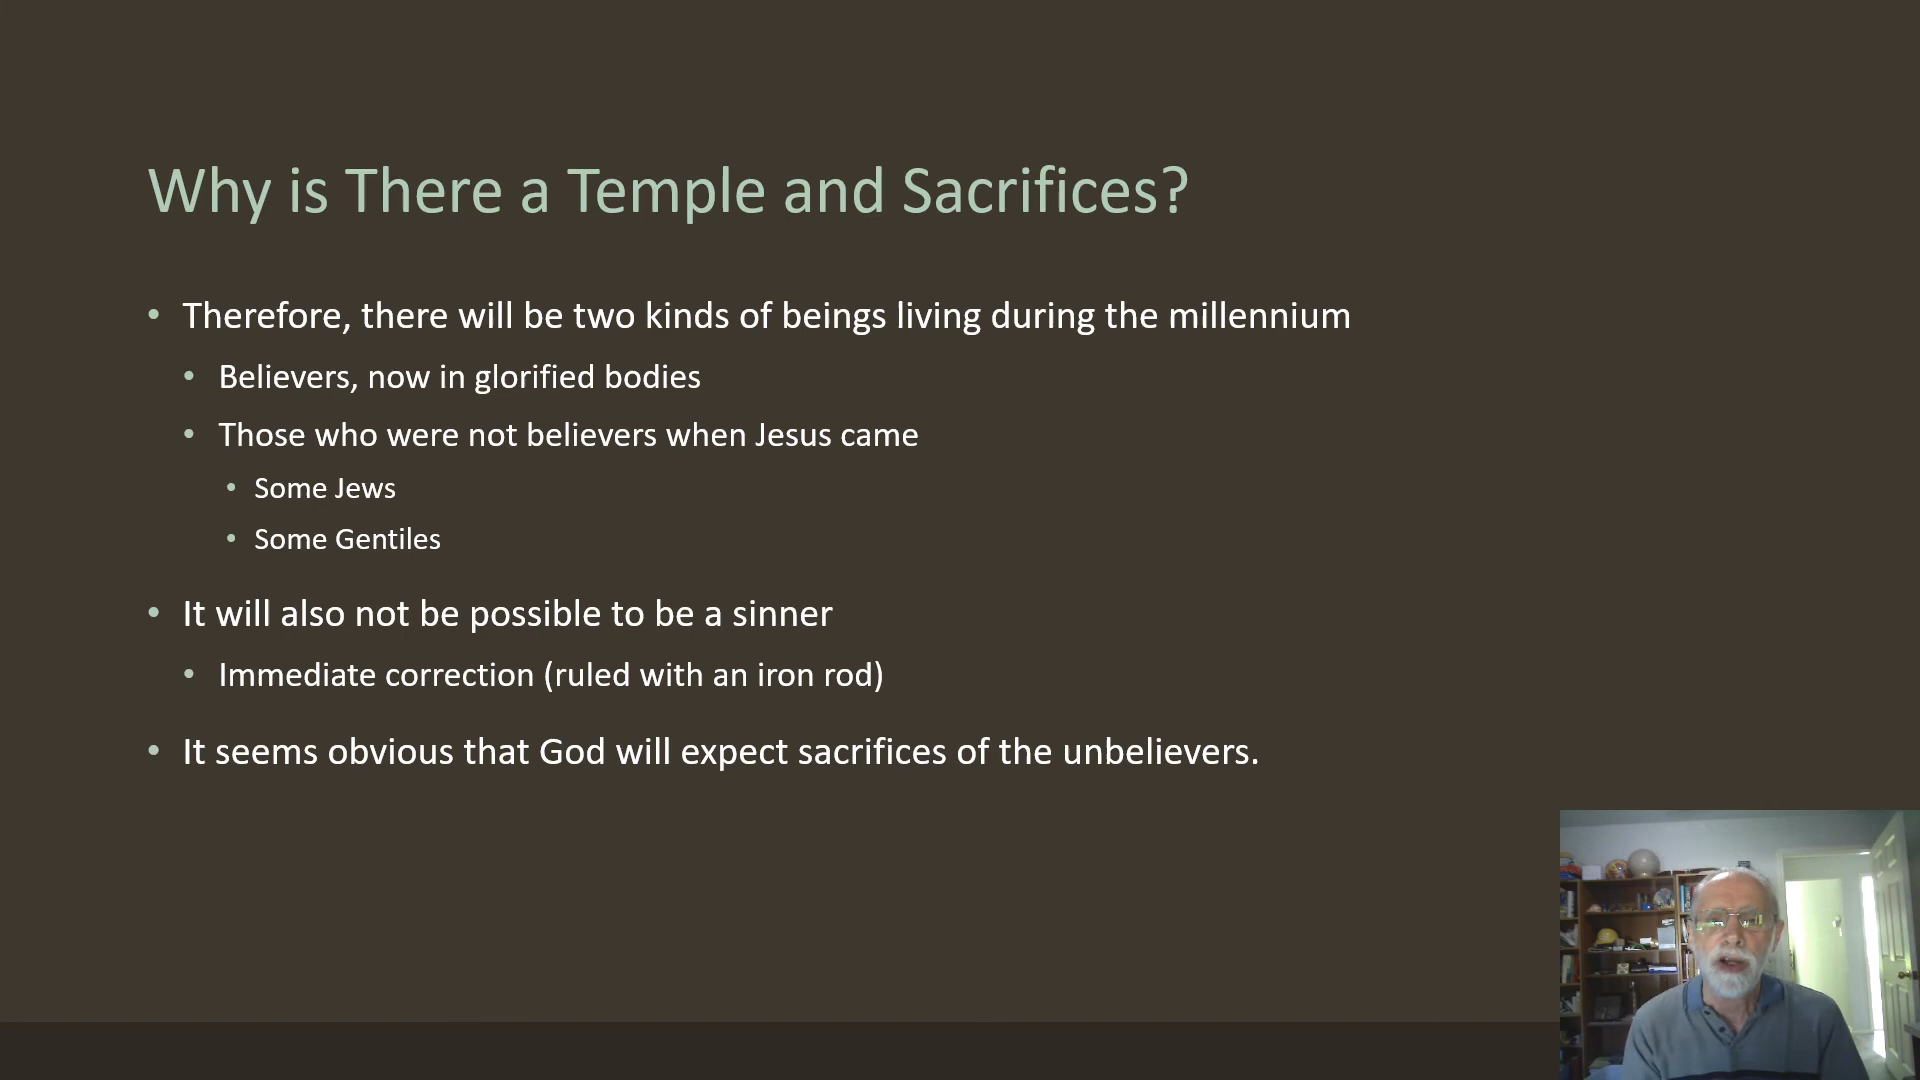 Why is There a Temple and Sacrifices?
• Therefore, there will be two kinds of beings living during the millennium
• Believers, now in glorified bodies
• Those who were not believers when Jesus came
• Some Jews
• Some Gentiles
• It will also not be possible to be a sinner
• Immediate correction (ruled with an iron rod)
• It seems obvious that God will expect sacrifices of the unbelievers.